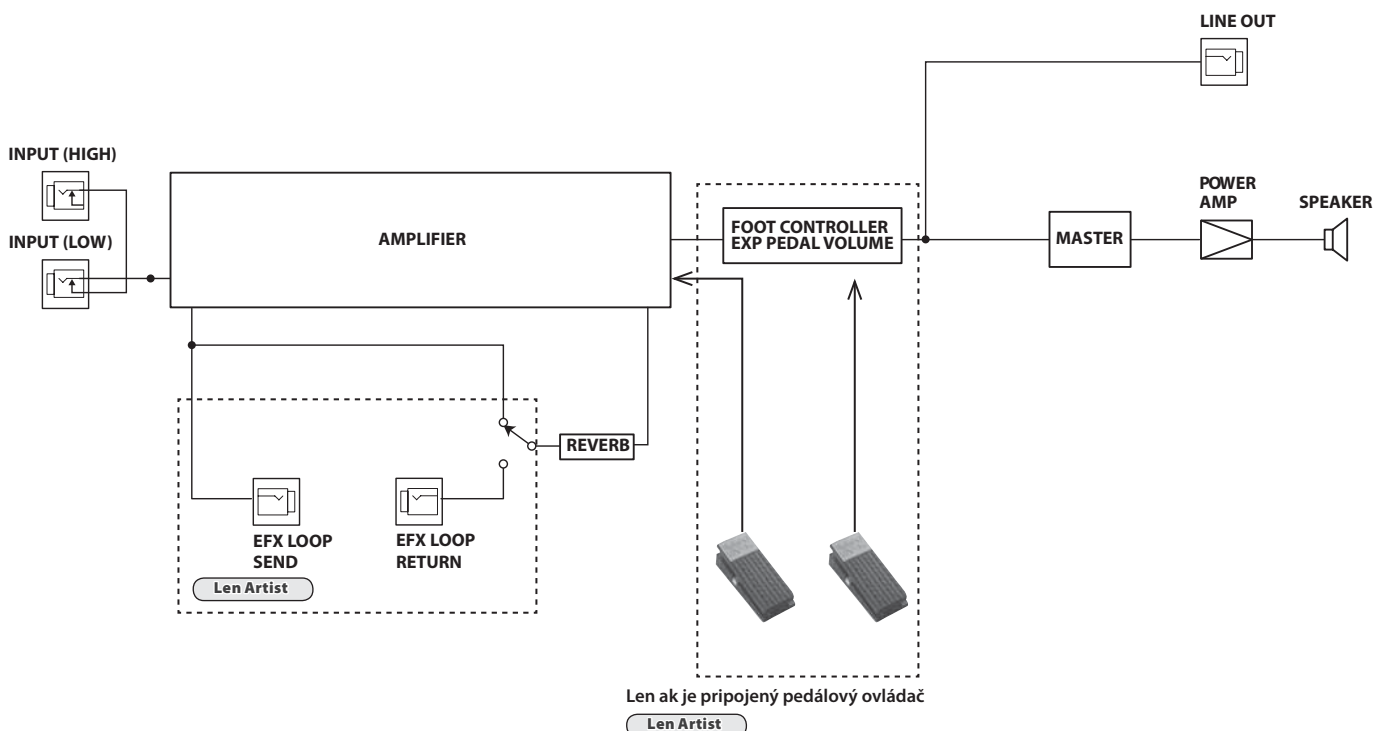 LINE OUT
INPUT (HIGH)
INPUT (LOW)
AMPLIFIER
FOOT CONTROLLER
EXP PEDAL VOLUME
MASTER
POWER
AMP
SPEAKER
REVERB
EFX LOOP
SEND
EFX LOOP
RETURN
Len Artist
Len ak je pripojený pedálový ovládač
Len Artist